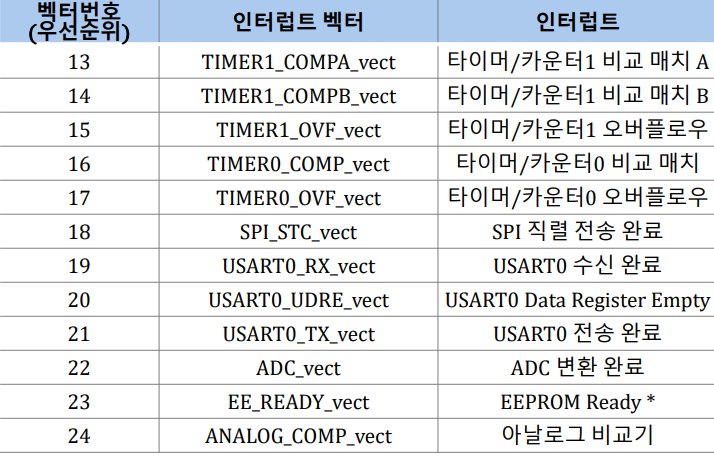 벡터번호
(우선순위) 인터럽트 벡터 인터럽트
13 TIMER1_COMPA_vect 타이머/카운터1 비교 매치 A
14 TIMER1_COMPB_vect 타이머/카운터1 비교 매치 B
15 TIMER1_OVF_vect 타이머/카운터1 오버플로우
16 TIMER0_COMP_vect 타이머/카운터0 비교 매치
17 TIMER0_OVF_vect 타이머/카운터0 오버플로우
18 SPI_STC_vect SPI 직렬 전송 완료
19 USART0_RX_vect USART0 수신 완료
20 USART0_UDRE_vect USART0 Data Register Empty
21 USART0_TX_vect USART0 전송 완료
22 ADC_vect ADC 변환 완료
23 EE_READY_vect EEPROM Ready *
24 ANALOG_COMP_vect 아날로그 비교기